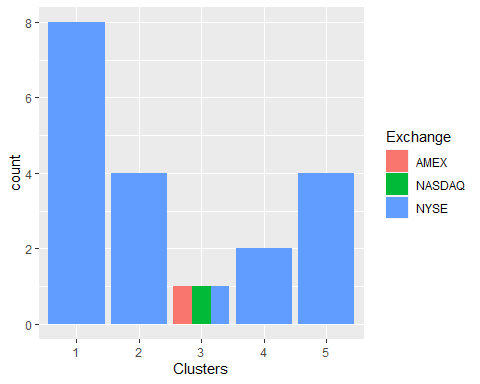 8
6
4
2
0
count
1 2 3 4 5
Clusters
Exchange
AMEX
NASDAQ
NYSE